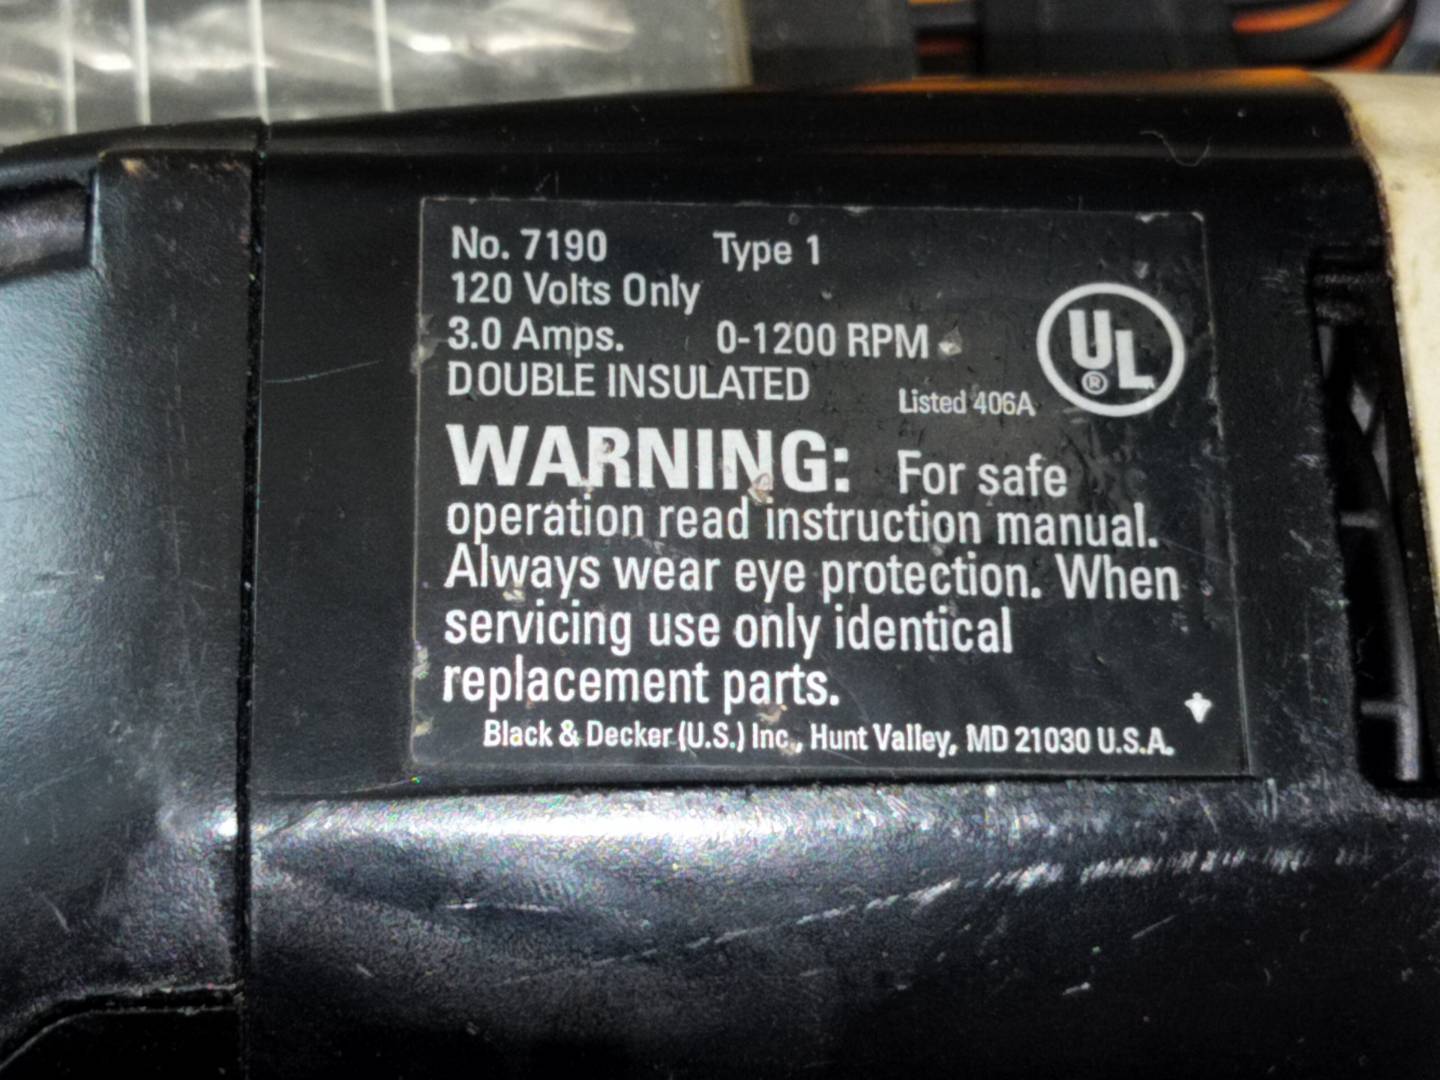 No. 7190 Type 1
120 Volts Only
3.0 Amps. 0-1200 RPM
DOUBLE INSULATED
UL
®
Listed 406A
WARNING: For safe
operation read instruction manual.
Always wear eye protection. When
servicing use only identical
replacement parts.
Black & Decker (U.S.) Inc., Hunt Valley, MD 21030 U.S.A.